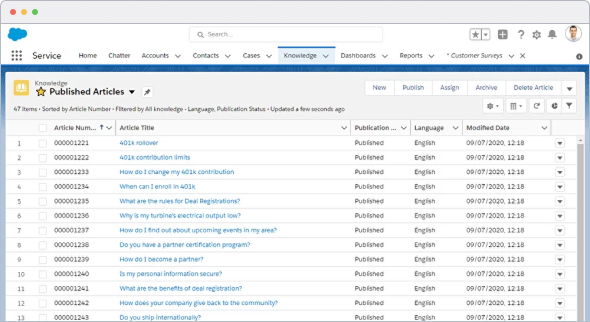 Search...
Service Home Chatter Accounts Contacts Cases Knowledge Dashboards Reports * Customer Surveys
Knowledge
Published Articles
New Publish Assign Archive Delete Article
47 Items • Sorted by Article Number • Filtered by All knowledge - Language, Publication Status • Updated a few seconds ago
Article Num... Article Title Publication ... Language Modified Date
1 000001221 401k rollover Published English 09/07/2020, 12:18
2 000001222 401k contribution limits Published English 09/07/2020, 12:18
3 000001233 How do I change my 401k contribution Published English 09/07/2020, 12:18
4 000001234 When can I enroll in 401k Published English 09/07/2020, 12:18
5 000001235 What are the rules for Deal Registrations? Published English 09/07/2020, 12:18
6 000001236 Why is my turbine's electrical output low? Published English 09/07/2020, 12:18
7 000001237 How do I find out about upcoming events in my area? Published English 09/07/2020, 12:18
8 000001238 Do you have a partner certification program? Published English 09/07/2020, 12:18
9 000001239 How do I become a partner? Published English 09/07/2020, 12:18
10 000001240 Is my personal information secure? Published English 09/07/2020, 12:18
11 000001241 What are the benefits of deal registration? Published English 09/07/2020, 12:18
12 000001242 How does your company give back to the community? Published English 09/07/2020, 12:18
13 000001243 Do you ship internationally? Published English 09/07/2020, 12:18